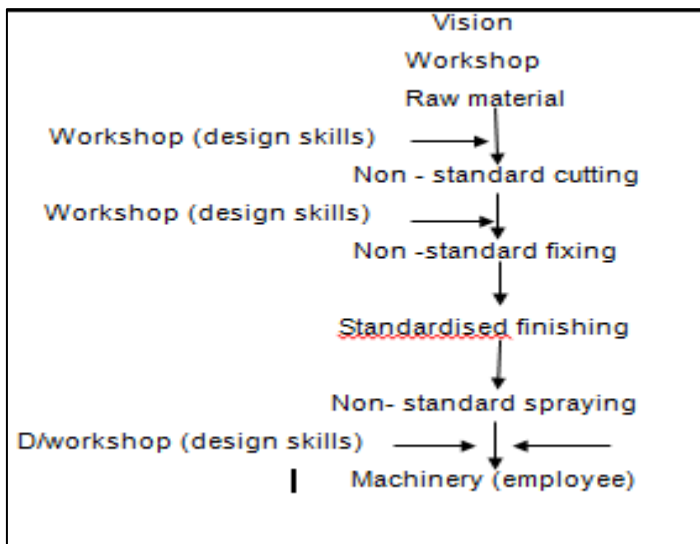 Vision
Workshop
Raw material
Workshop (design skills)
Non - standard cutting
Workshop (design skills)
Non -standard fixing
Standardised finishing
Non- standard spraying
D/workshop (design skills)
Machinery (employee)